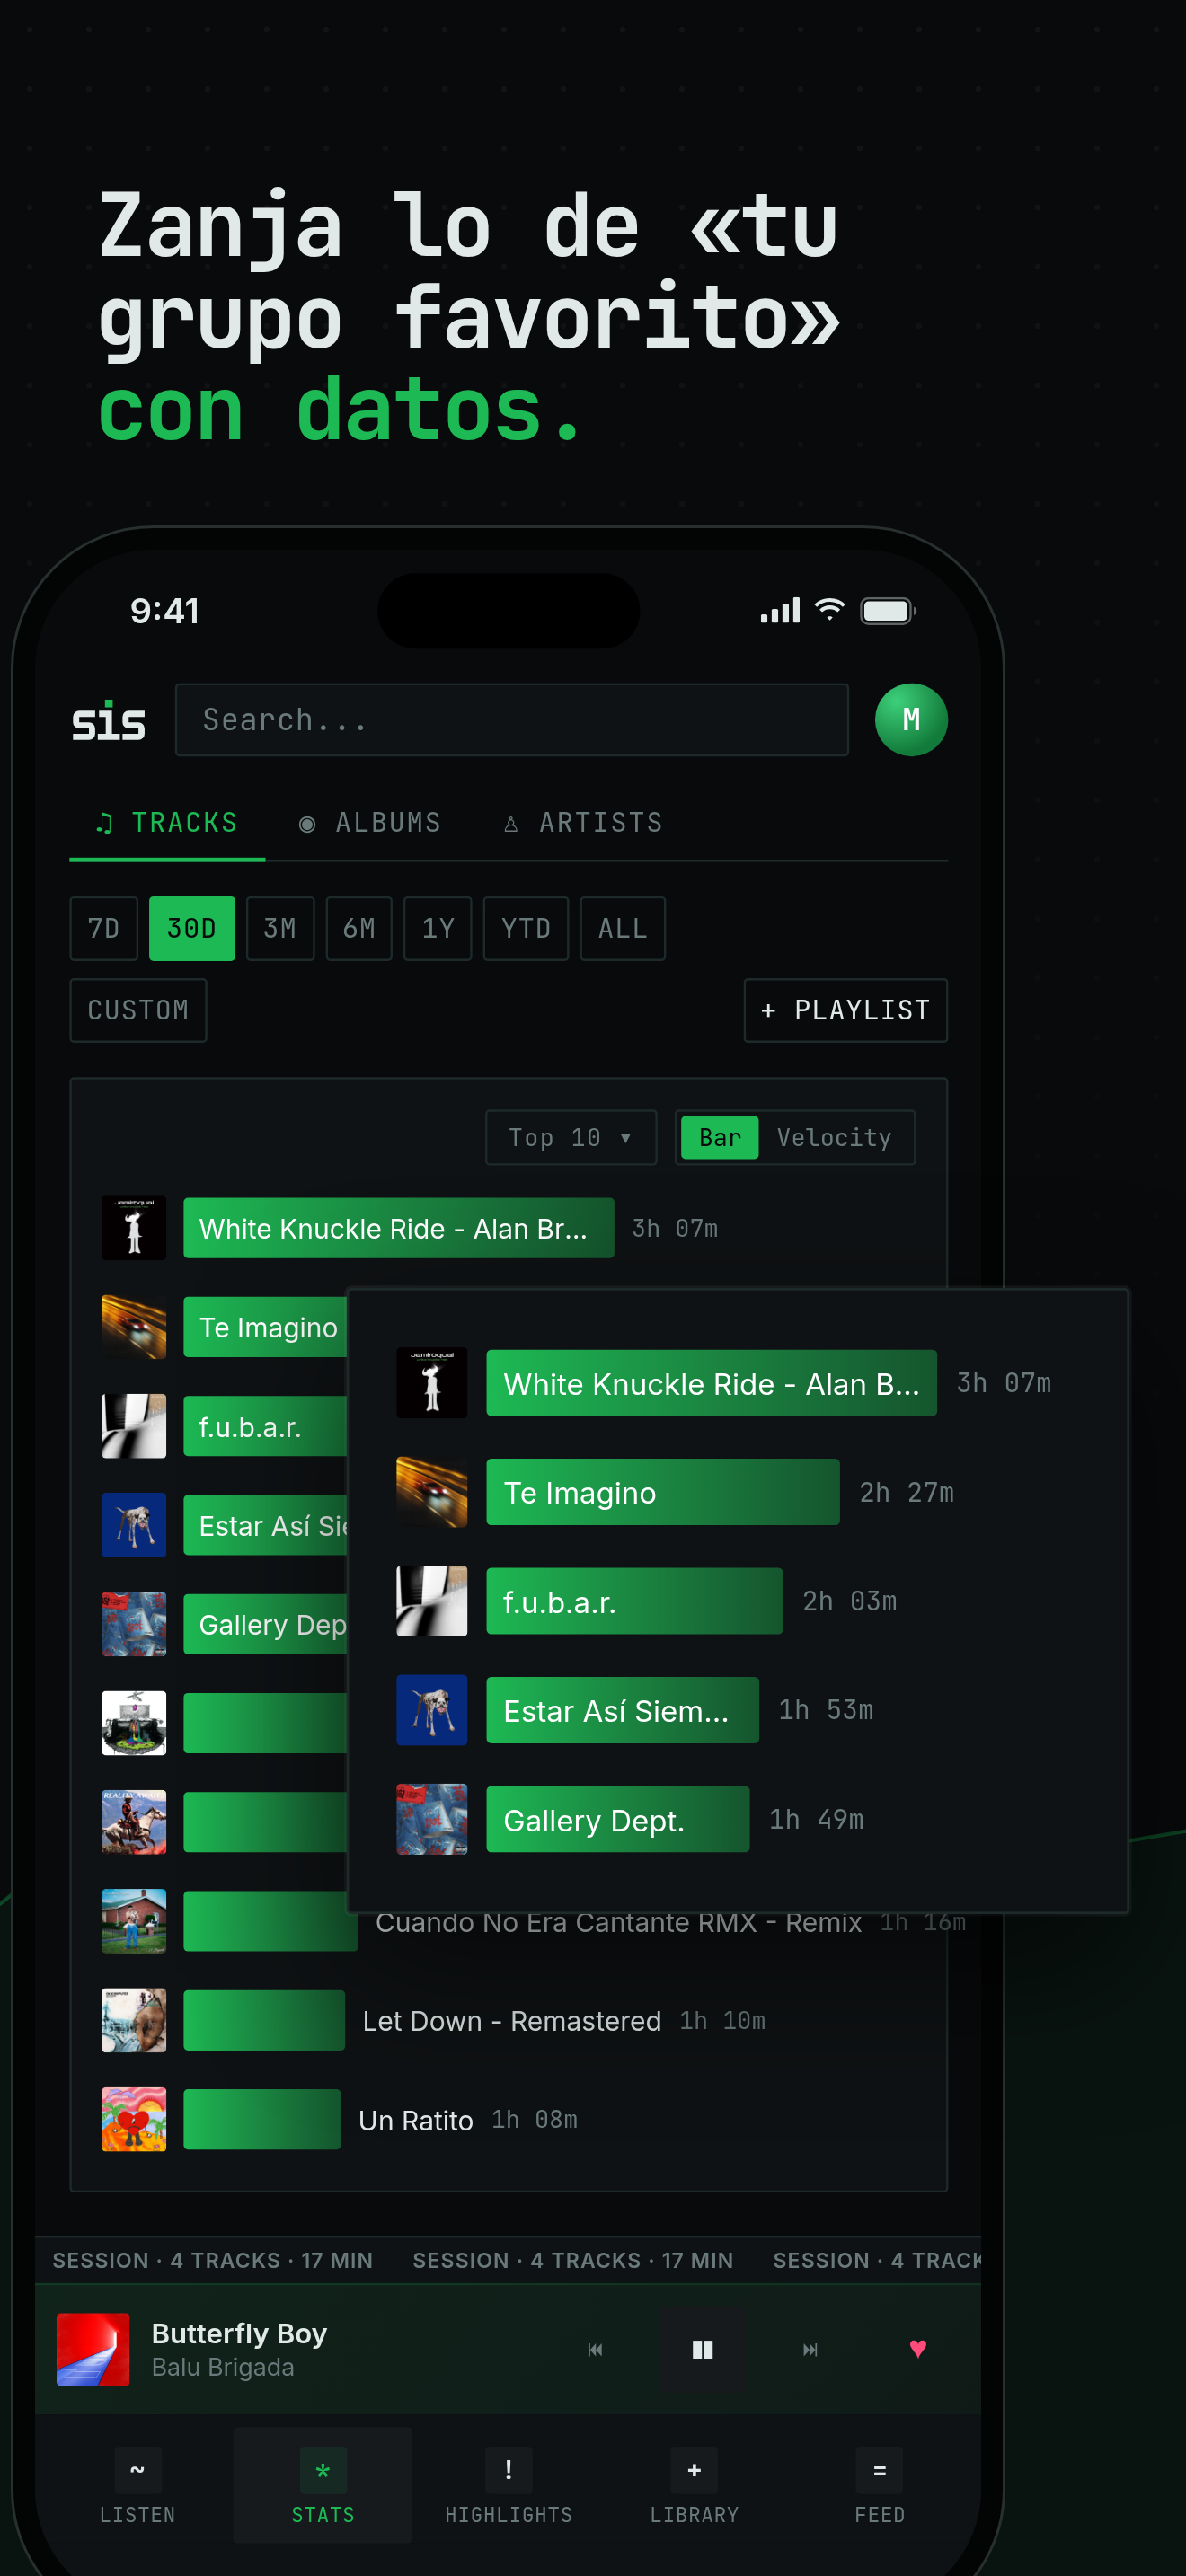 Zanja lo de «tu
grupo favorito»
con datos.
9:41
sis
Search...
M
♫ TRACKS
◉ ALBUMS
♙ ARTISTS
7D
30D
3M
6M
1Y
YTD
ALL
CUSTOM
+ PLAYLIST
Top 10 ▾
Bar
Velocity
White Knuckle Ride - Alan Br...
3h 07m
Te Imagino
f.u.b.a.r.
Estar Así Sie
Gallery Dep
White Knuckle Ride - Alan B...
3h 07m
Te Imagino
2h 27m
f.u.b.a.r.
2h 03m
Estar Así Siem...
1h 53m
Gallery Dept.
1h 49m
Cuando No Era Cantante RMX - Remix
1h 16m
Let Down - Remastered
1h 10m
Un Ratito
1h 08m
SESSION · 4 TRACKS · 17 MIN
SESSION · 4 TRACKS · 17 MIN
SESSION · 4 TRACK
Butterfly Boy
Balu Brigada
~
LISTEN
*
STATS
!
HIGHLIGHTS
+
LIBRARY
=
FEED